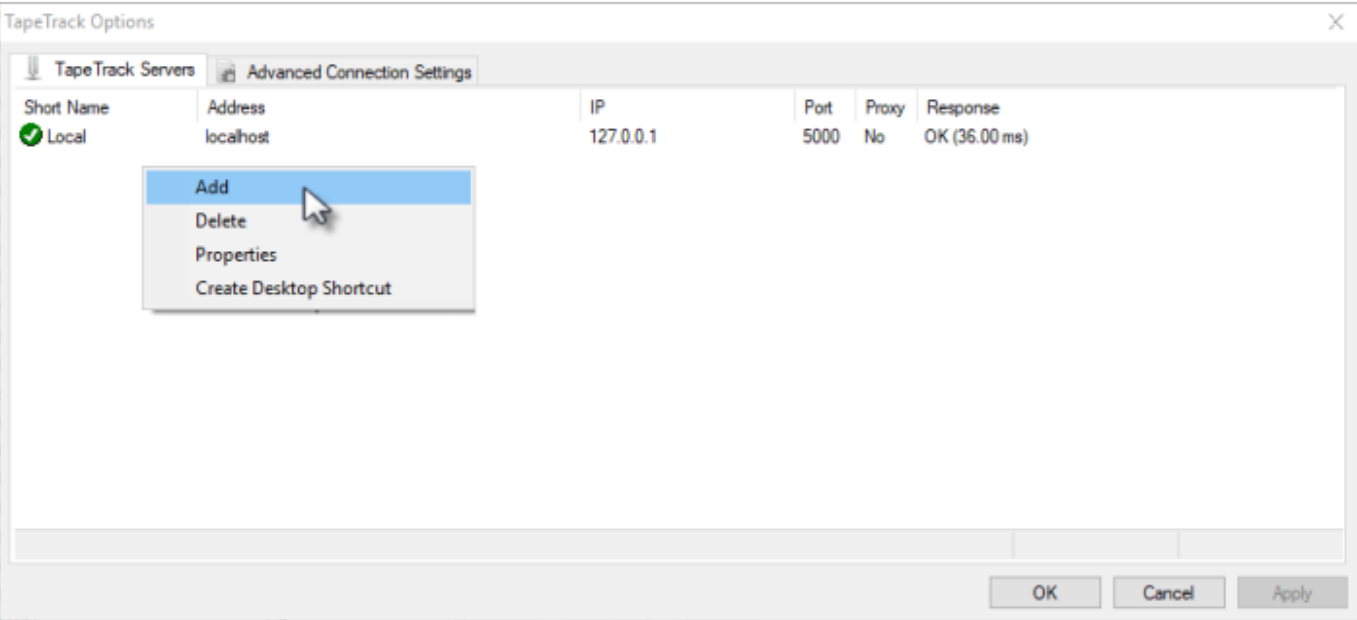 TapeTrack Options
TapeTrack Servers Advanced Connection Settings
Short Name Address IP Port Proxy Response
Local localhost 127.0.0.1 5000 No OK (36.00 ms)
Add
Delete
Properties
Create Desktop Shortcut
OK Cancel Apply